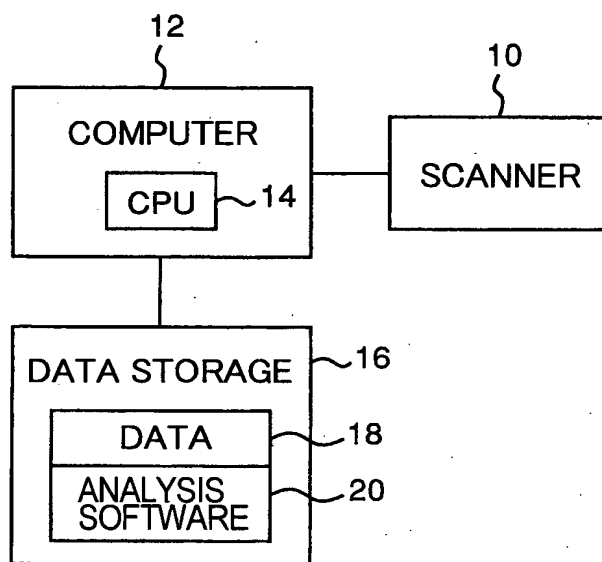 12
10
COMPUTER
SCANNER
CPU
14
DATA STORAGE
16
DATA
18
ANALYSIS
SOFTWARE
20